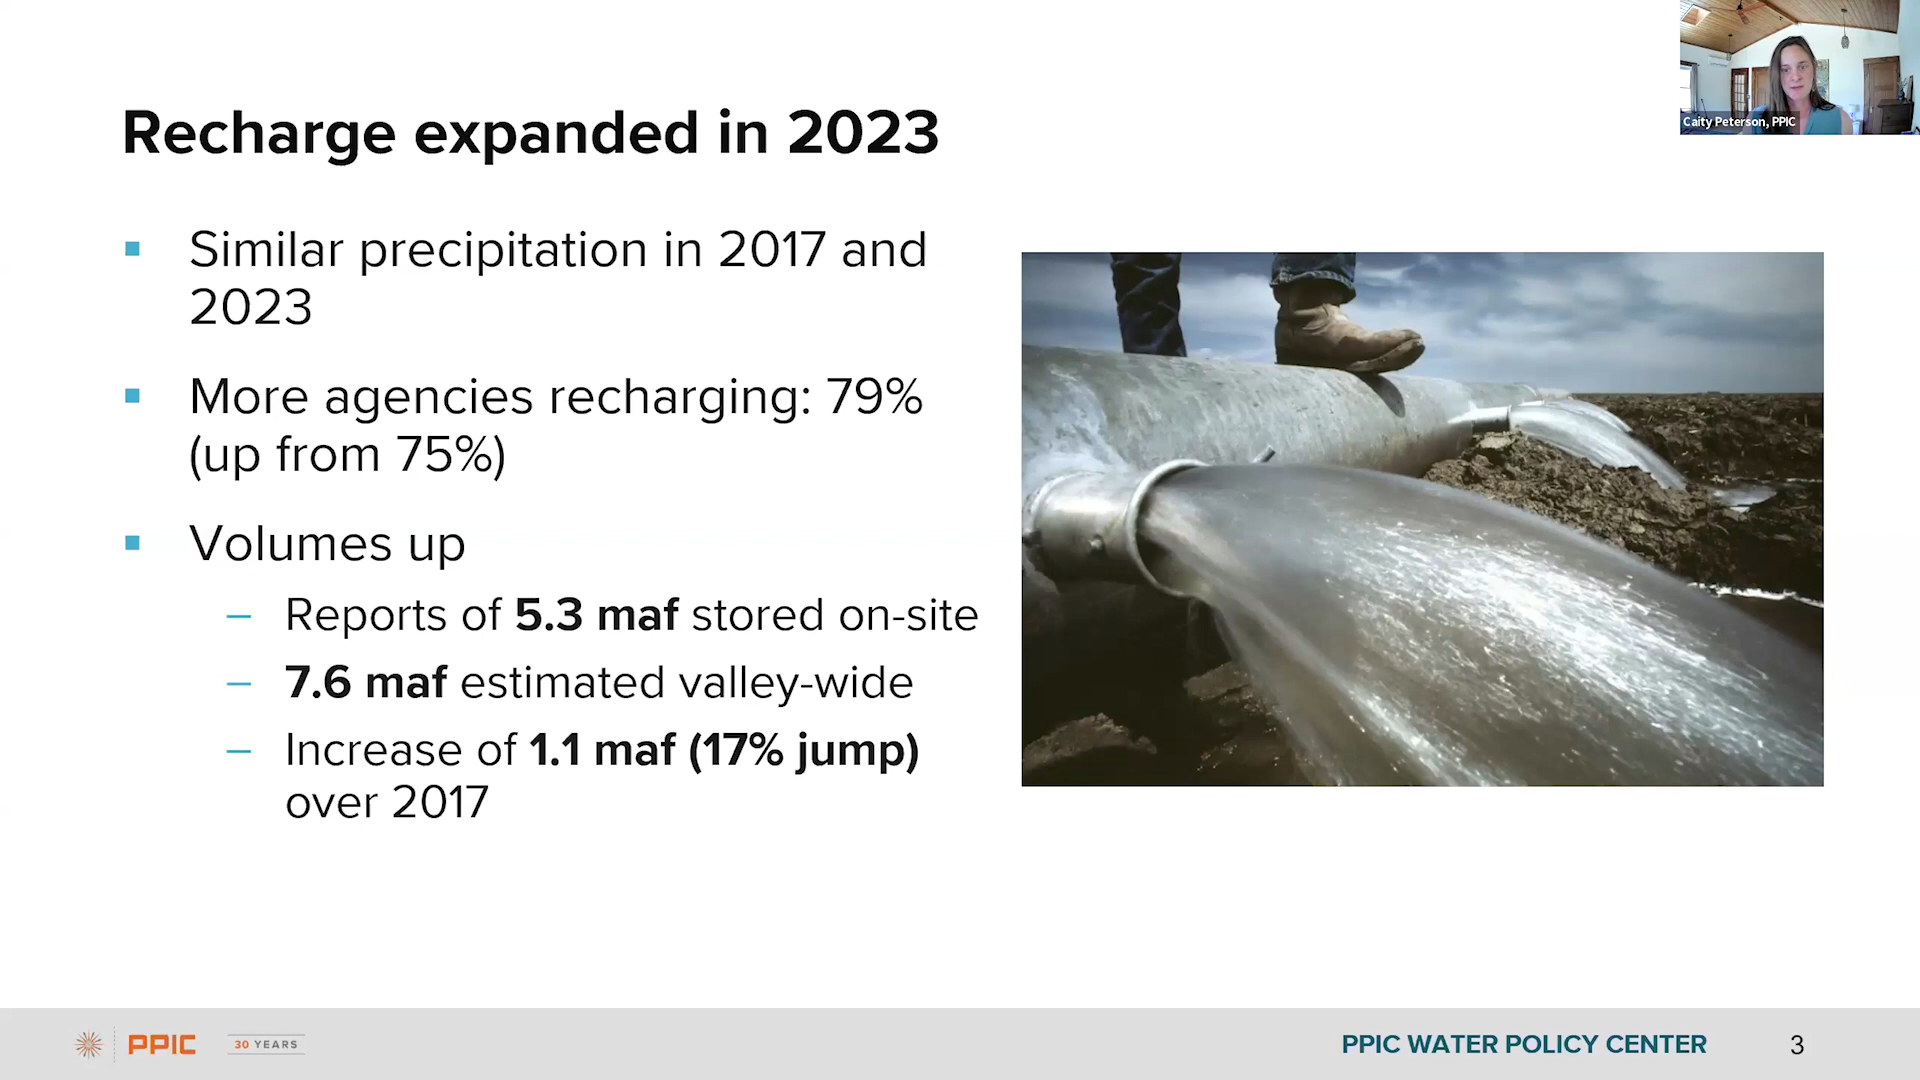 Caity Peterson, PPIC
Recharge expanded in 2023
Similar precipitation in 2017 and
2023
More agencies recharging: 79%
(up from 75%)
Volumes up
– Reports of 5.3 maf stored on-site
– 7.6 maf estimated valley-wide
– Increase of 1.1 maf (17% jump)
over 2017
PPIC
30 YEARS
PPIC WATER POLICY CENTER
3